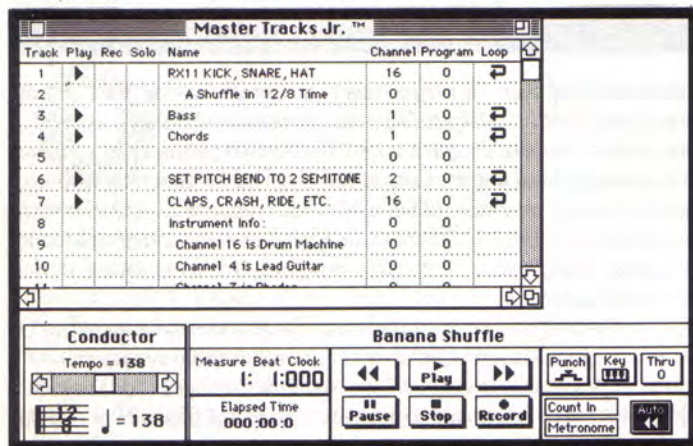 Master Tracks Jr. ™
Track Play Rec Solo Name Channel Program Loop
1 RX11 KICK, SNARE, HAT 16 0
2 A Shuffle in 12/8 Time 0 0
3 Bass 3 0
4 Chords 1 0
5 0 0
6 SET PITCH BEND TO 2 SEMITONE 2 0
7 CLAPS, CRASH, RIDE, ETC. 16 0
8 Instrument Info: 0 0
9 Channel 16 is Drum Machine 0 0
10 Channel 4 is Lead Guitar 0 0
Conductor
Tempo = 138
12
8 = 138
Banana Shuffle
Measure Beat Clock
1: 1:000
Elapsed Time
000:00:0
Play
Pause Stop Record
Punch Key Thru
0
Count In
Metronome
Auto